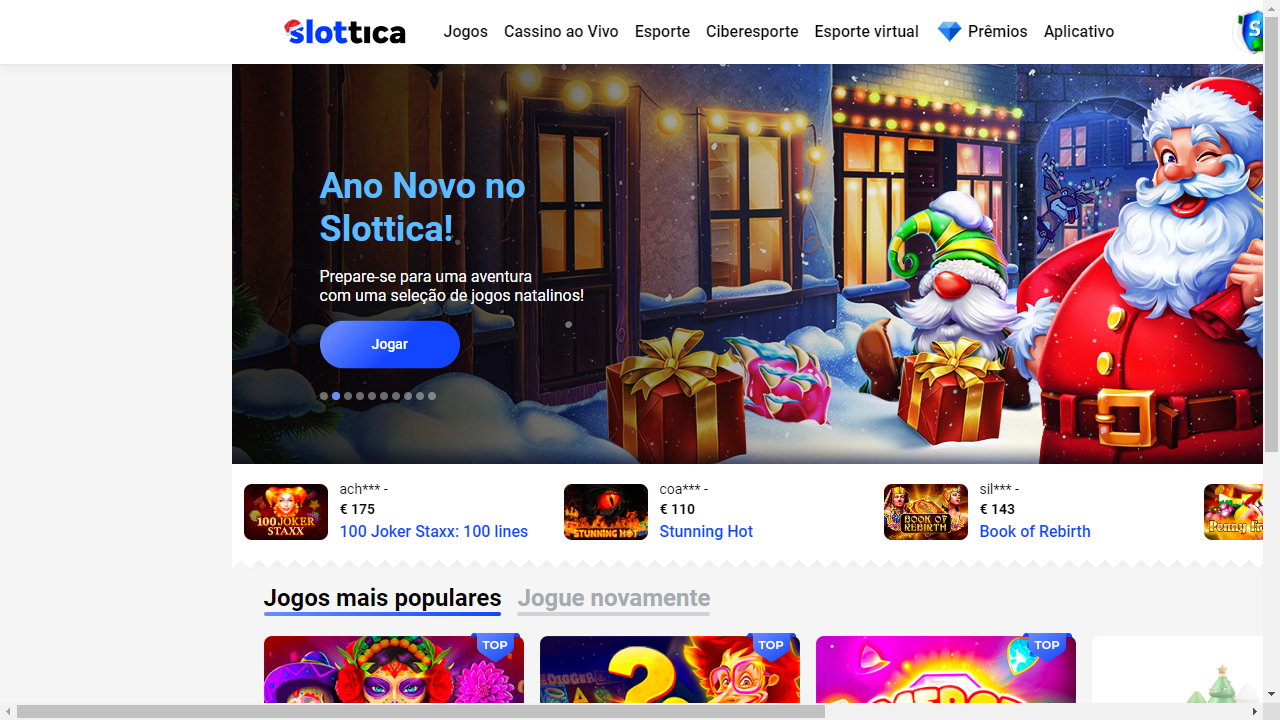 slottica
Jogos Cassino ao Vivo Esporte Ciberesporte Esporte virtual Prêmios Aplicativo
Ano Novo no
Slottica!
Prepare-se para uma aventura
com uma seleção de jogos natalinos!
Jogar
ach*** -
€ 175
100 Joker Staxx: 100 lines
100 JOKER
STAXX
coa*** -
€ 110
Stunning Hot
STUNNING HOT
sil*** -
€ 143
Book of Rebirth
BOOK OF
REBIRTH
Jogos mais populares Jogue novamente
TOP
TOP
TOP